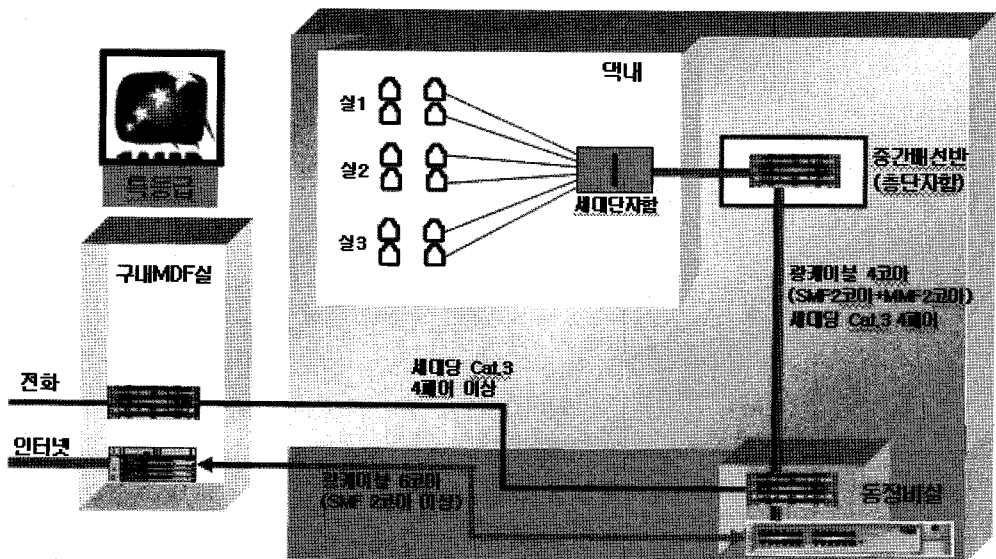 특등급
구내MDF실
전화
인터넷
댁내
실1
실2
실3
세대단자함
중간배선반
(층단자함)
광케이블 4코아
(SMF2코아+MMF2코아)
세대당 Cat.3 4페어
세대당 Cat.3
4페어 이상
광케이블 6코아
(SMF 2코아 이상)
동장비실